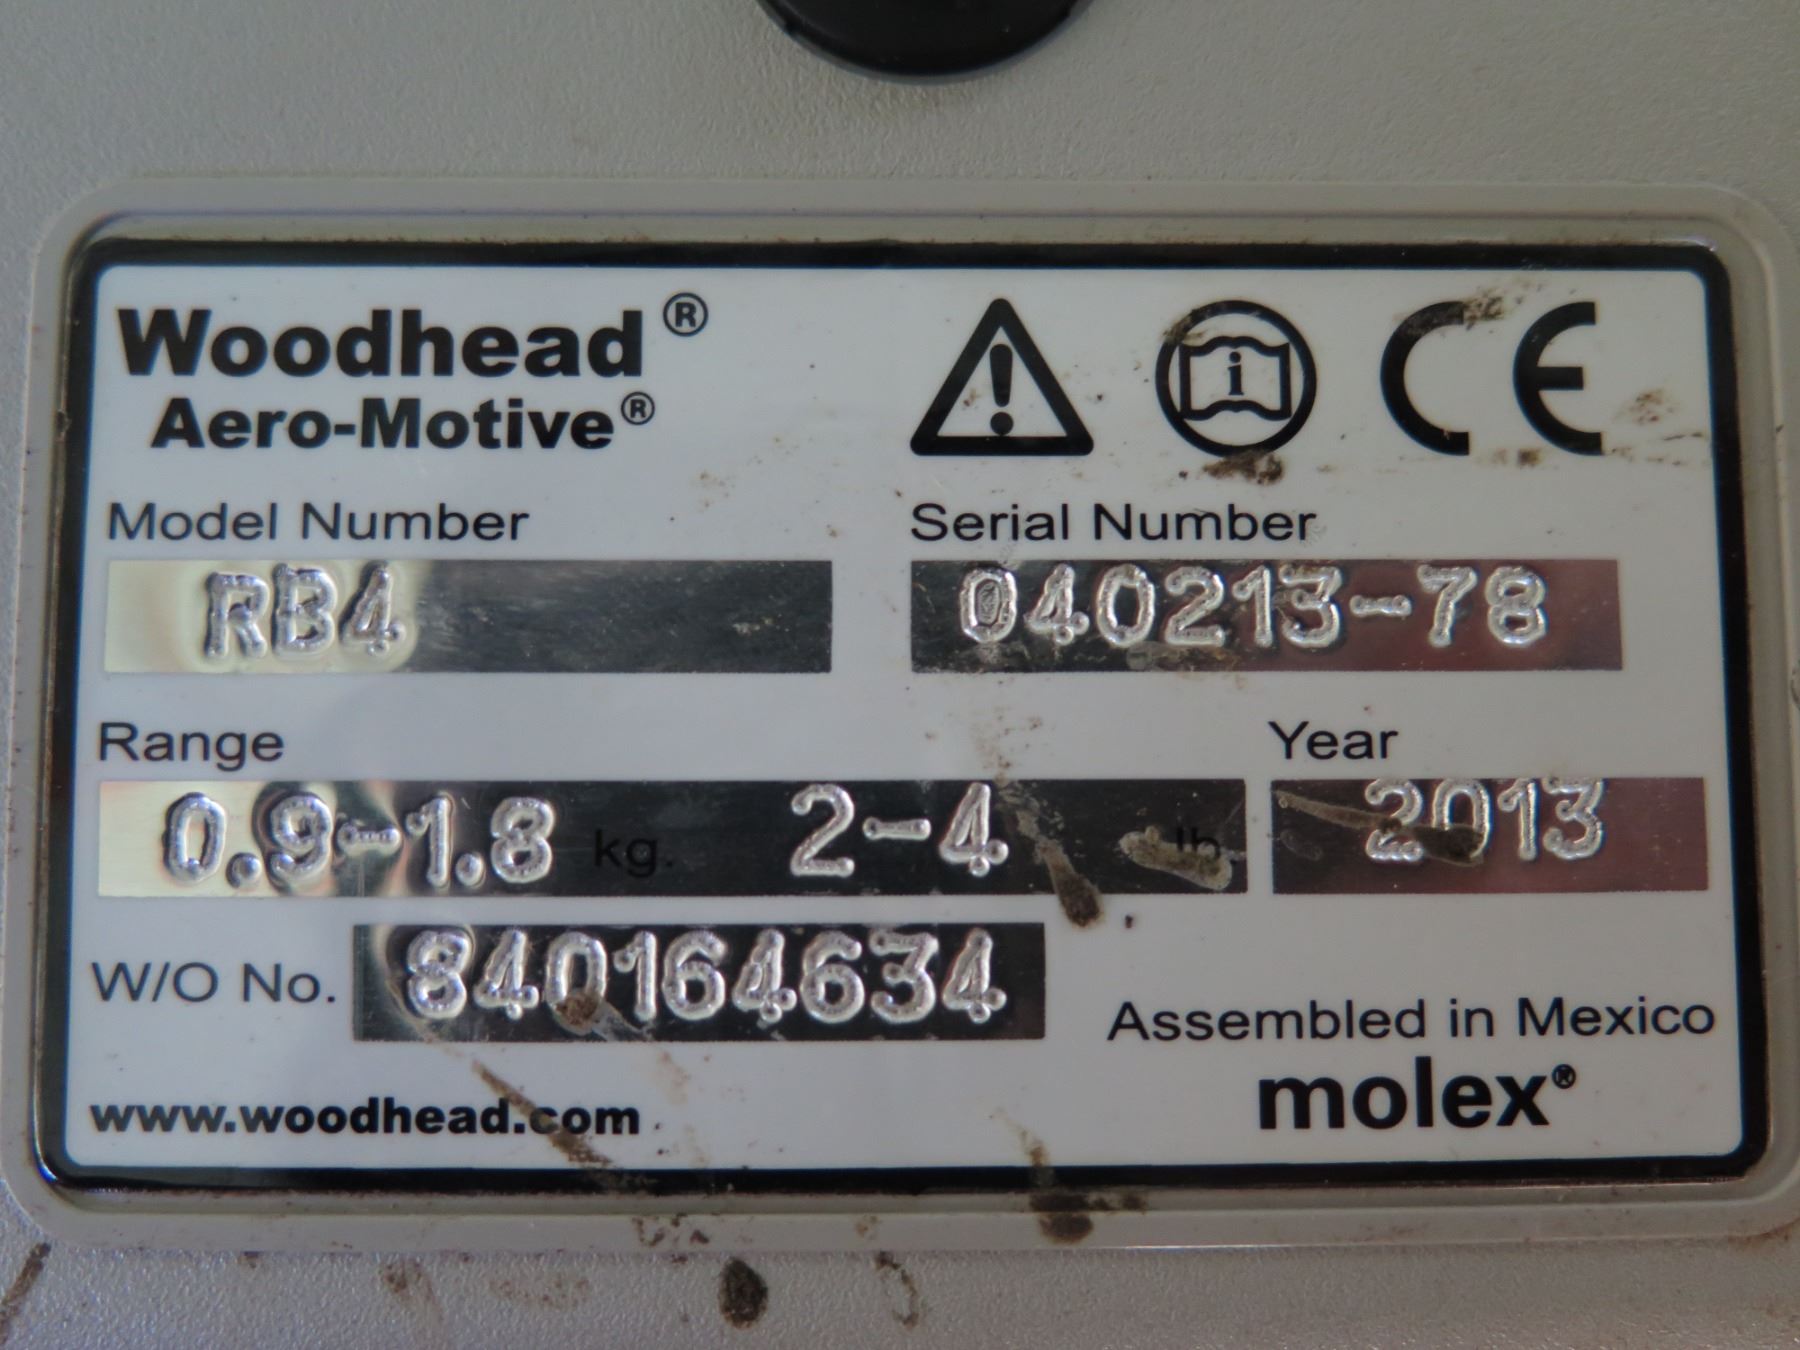 Woodhead®
Aero-Motive®
CE
Model Number
Serial Number
RB4
040213-78
Range
Year
0.9-1.8 kg. 2-4 lb.
2013
W/O No. 840164634
Assembled in Mexico
molex®
www.woodhead.com